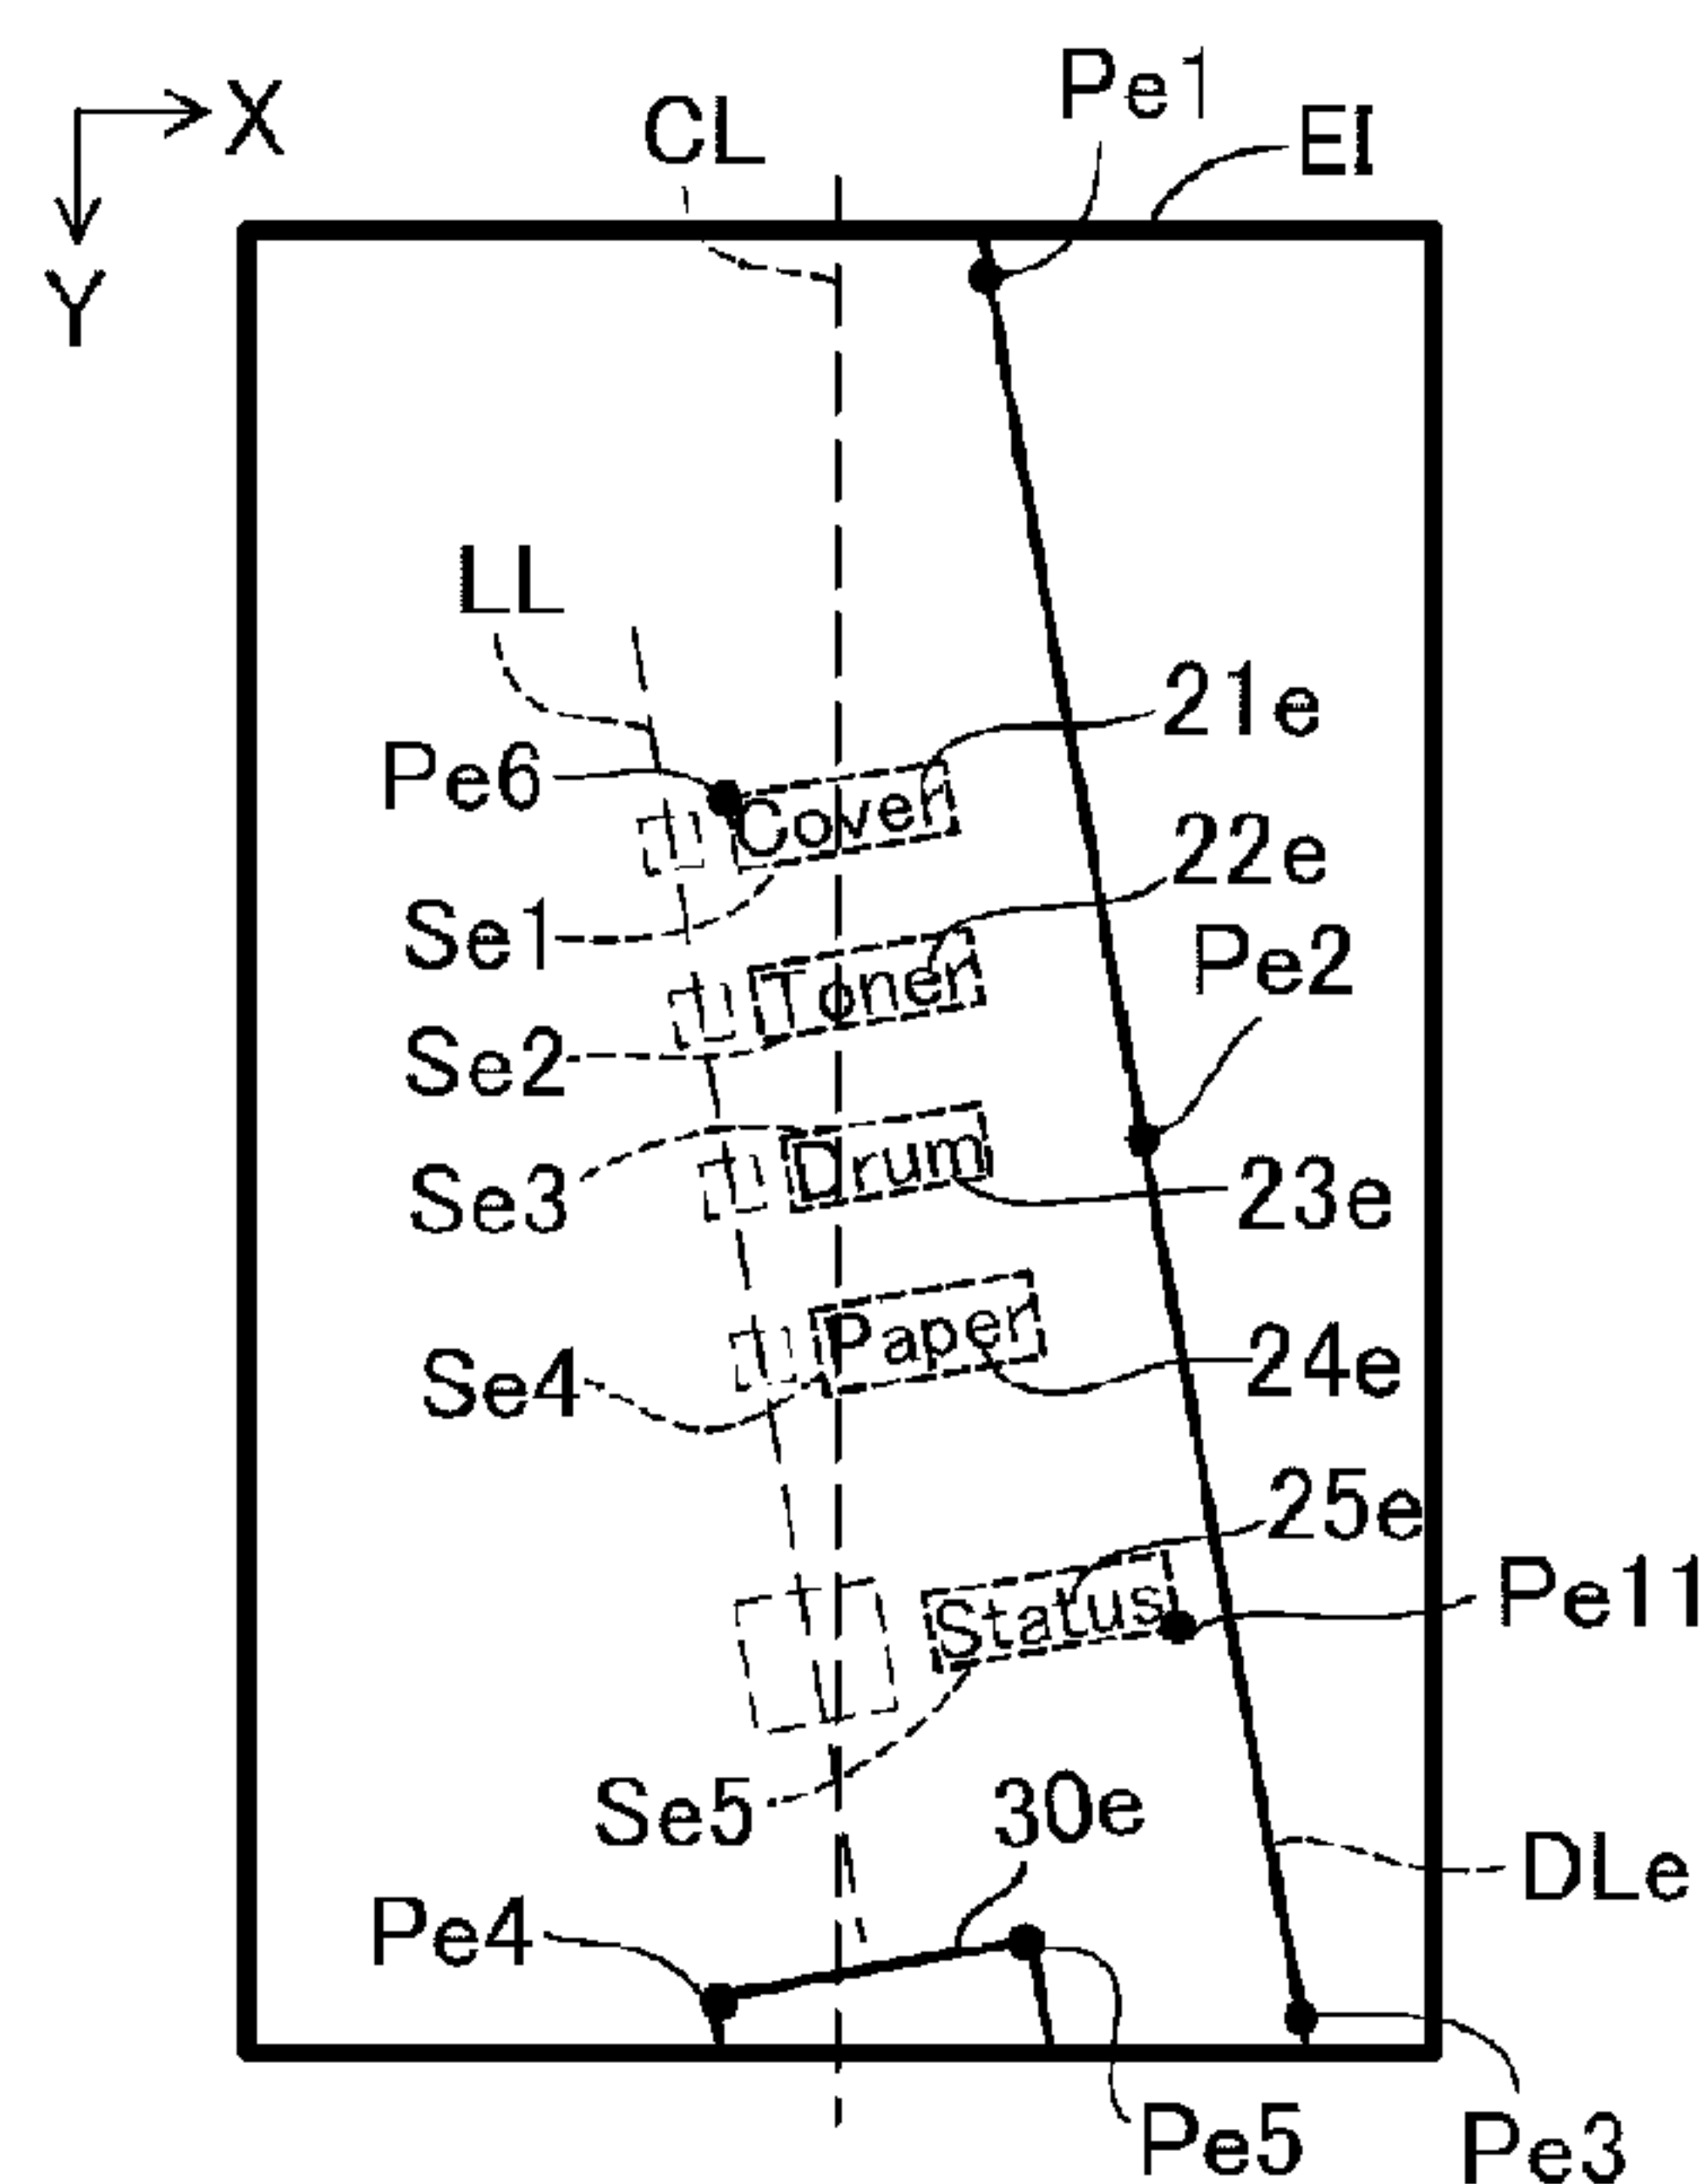 Pe1
X
CL
EI
Y
LL
21e
Pe6
Cover
22e
Se1
Pe2
Toner
Se2
Drum
Se3
23e
Paper
24e
Se4
25e
Pe11
Status
Se5
30e
DLe
Pe4
Pe5
Pe3